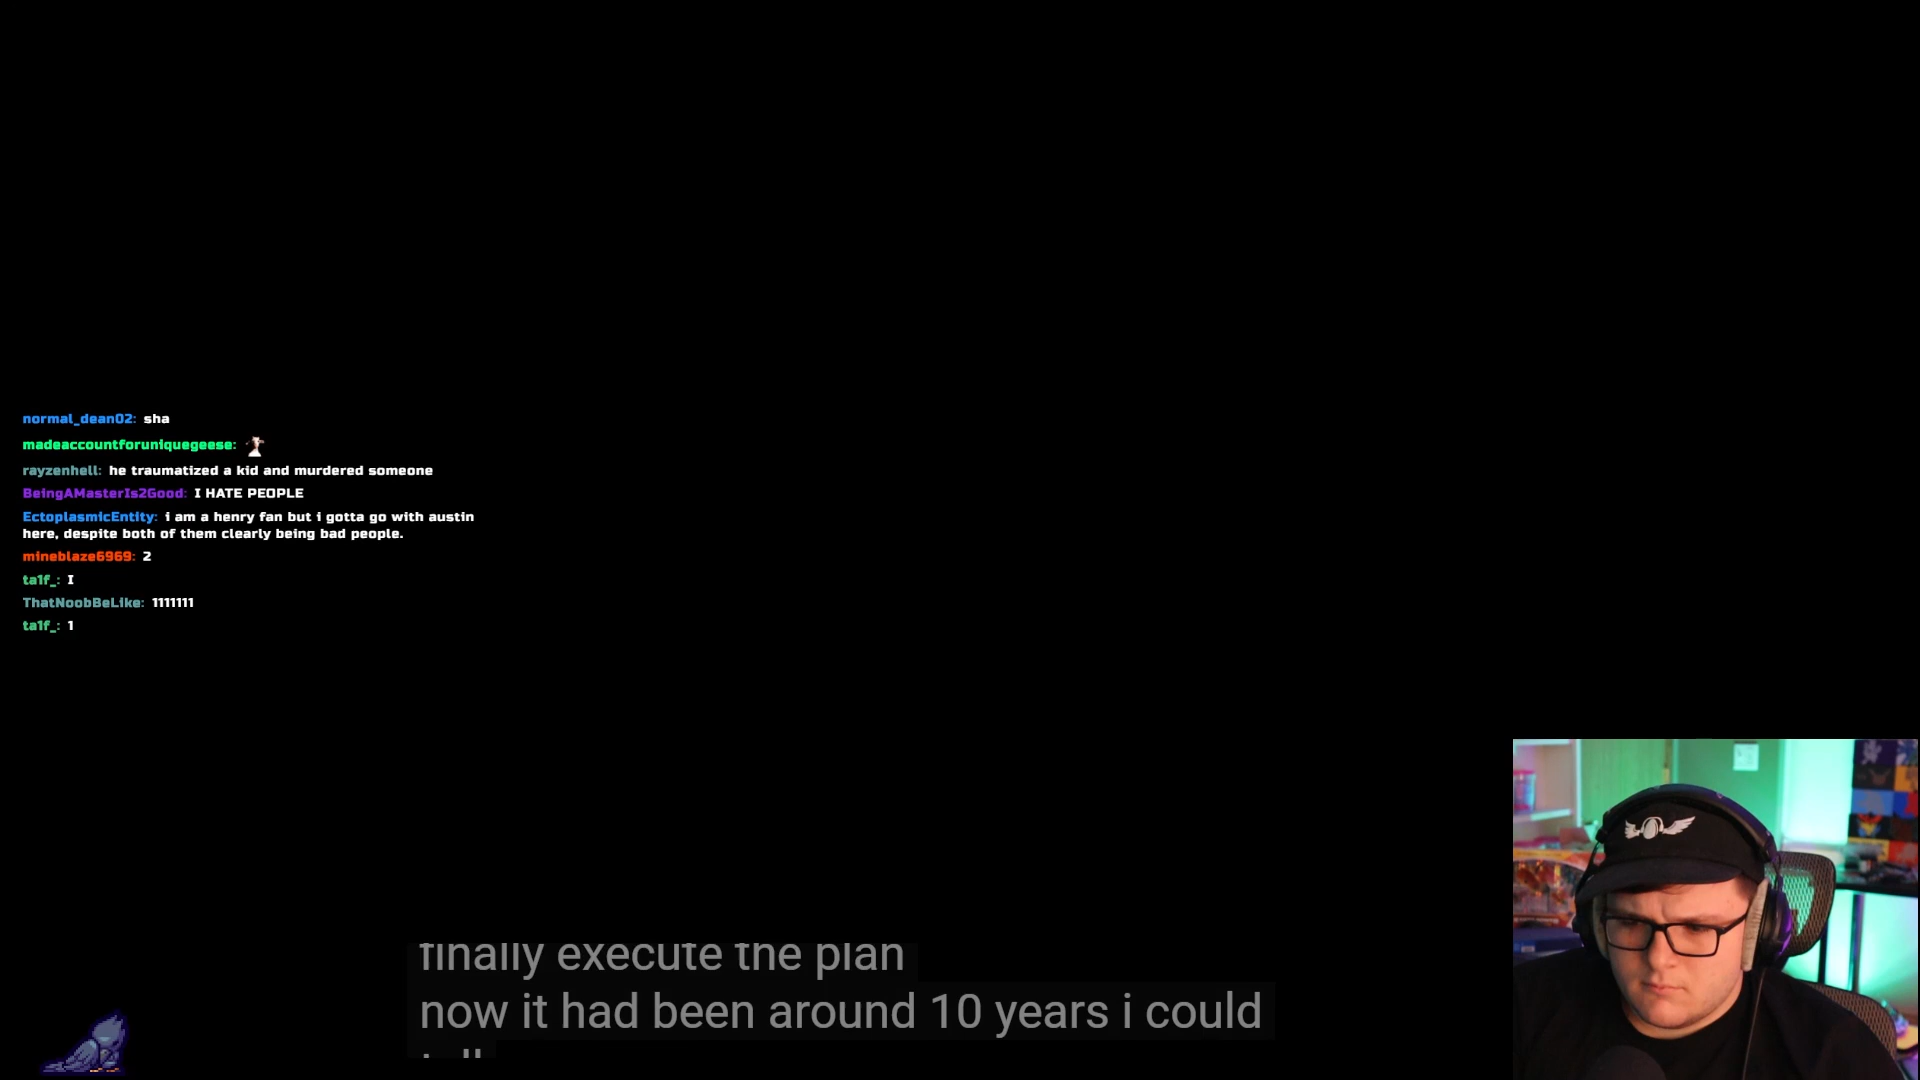 normal_dean02: sha
madeaccountforuniquegeese:
rayzenhell: he traumatized a kid and murdered someone
BeingAMasterIs2Good: I HATE PEOPLE
EctoplasmicEntity: i am a henry fan but i gotta go with austin
here, despite both of them clearly being bad people.
mineblaze6969: 2
ta1f_: I
ThatNoobBeLike: 1111111
ta1f_: 1
finally execute the plan
now it had been around 10 years i could